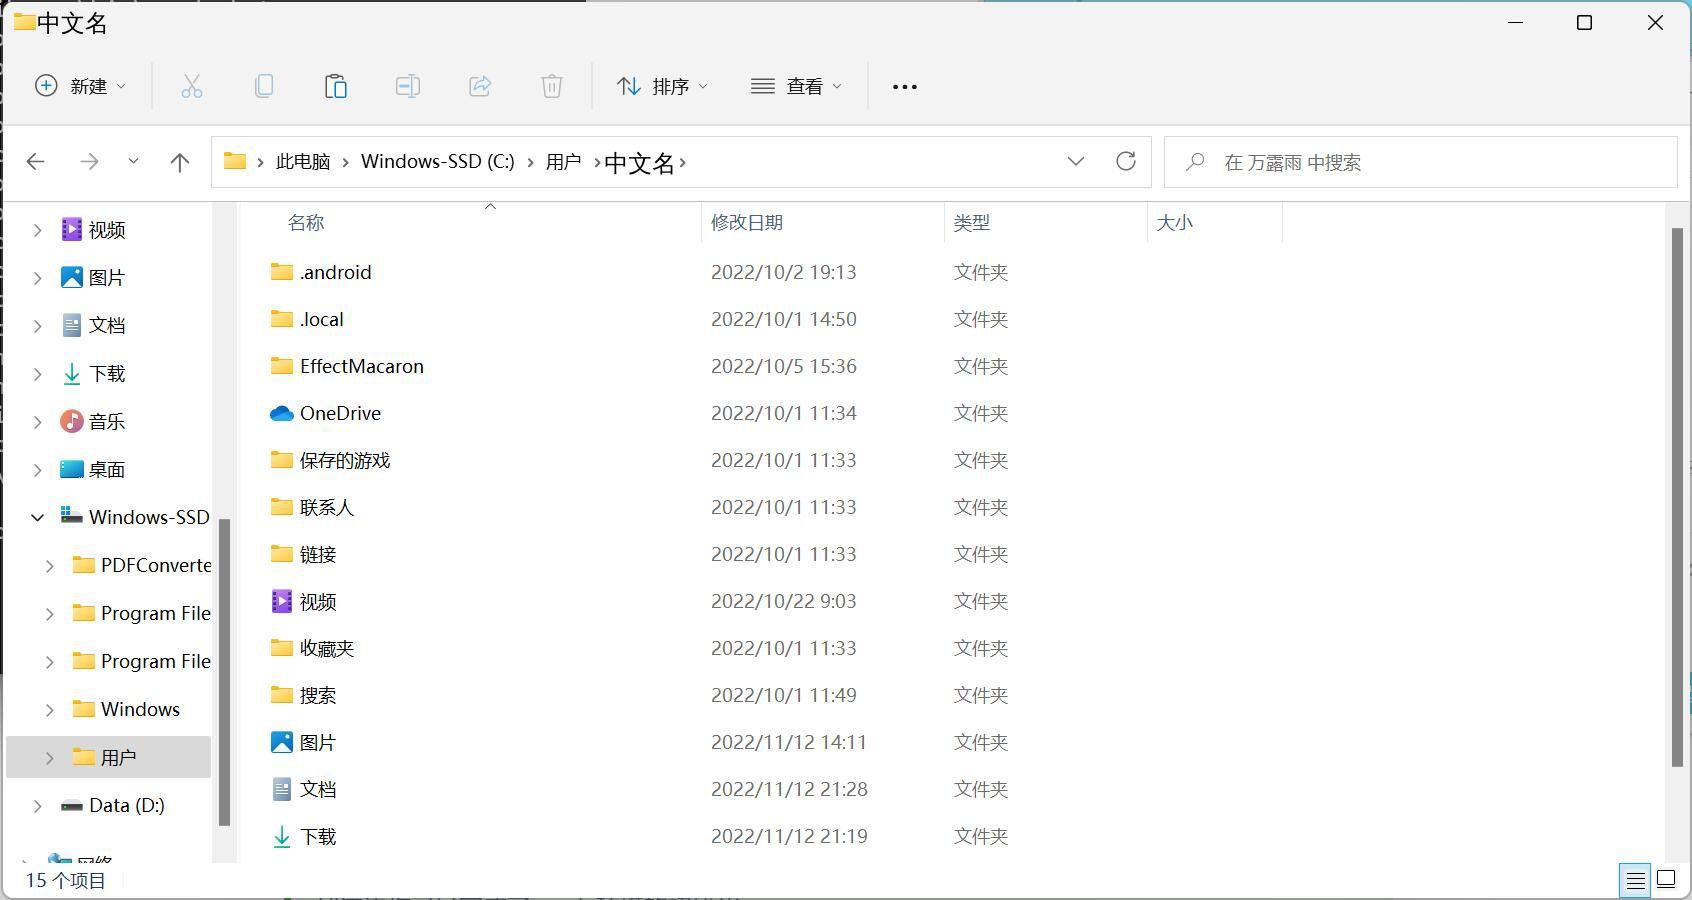 中文名
新建 排序 查看
此电脑 Windows-SSD (C:) 用户 中文名 在 万露雨 中搜索
名称 修改日期 类型 大小
视频
图片
文档
下载
音乐
桌面
Windows-SSD
PDFConverte
Program File
Program File
Windows
用户
Data (D:)
网络
.android 2022/10/2 19:13 文件夹
.local 2022/10/1 14:50 文件夹
EffectMacaron 2022/10/5 15:36 文件夹
OneDrive 2022/10/1 11:34 文件夹
保存的游戏 2022/10/1 11:33 文件夹
联系人 2022/10/1 11:33 文件夹
链接 2022/10/1 11:33 文件夹
视频 2022/10/22 9:03 文件夹
收藏夹 2022/10/1 11:33 文件夹
搜索 2022/10/1 11:49 文件夹
图片 2022/11/12 14:11 文件夹
文档 2022/11/12 21:28 文件夹
下载 2022/11/12 21:19 文件夹
15 个项目